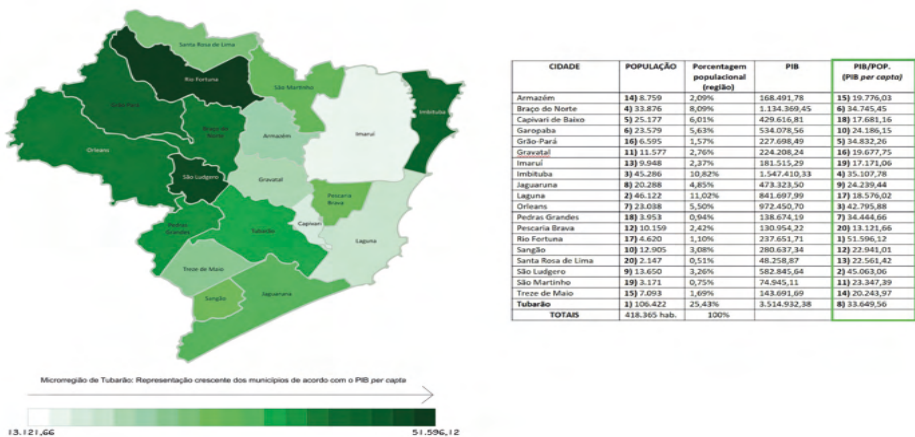 Santa Rosa de Lima
Rio Fortuna
São Martinho
Grão Pará
Braço do Norte
Armazém
Imaruí
Imbituba
Orleans
São Ludgero
Gravatal
Pescaria Brava
Pedras Grandes
Tubarão
Capivari
Laguna
Treze de Maio
Sangão
Jaguaruna
Microrregião de Tubarão: Representação crescente dos municípios de acordo com o PIB per capta
13.121,66 51.596,12
CIDADE POPULAÇÃO Porcentagem populacional (região) PIB PIB/POP. (PIB per capta)
Armazém 14) 8.759 2,09% 168.491,78 15) 19.776,03
Braço do Norte 4) 33.876 8,09% 1.134.369,45 6) 34.745,45
Capivari de Baixo 5) 25.177 6,01% 429.616,81 18) 17.681,16
Garopaba 6) 23.579 5,63% 534.078,56 10) 24.186,15
Grão-Pará 16) 6.595 1,57% 227.698,49 5) 34.832,26
Gravatal 11) 11.577 2,76% 224.208,24 16) 19.677,75
Imaruí 13) 9.948 2,37% 181.515,29 19) 17.171,06
Imbituba 3) 45.286 10,82% 1.547.410,33 4) 35.107,78
Jaguaruna 8) 20.288 4,85% 473.323,50 9) 24.239,44
Laguna 2) 46.122 11,02% 841.697,99 17) 18.576,02
Orleans 7) 23.038 5,50% 972.450,70 3) 42.795,88
Pedras Grandes 18) 3.953 0,94% 138.674,19 7) 34.444,66
Pescaria Brava 12) 10.159 2,42% 130.954,22 20) 13.121,66
Rio Fortuna 17) 4.620 1,10% 237.651,71 1) 51.596,12
Sangão 10) 12.905 3,08% 280.637,34 12) 22.941,01
Santa Rosa de Lima 20) 2.147 0,51% 48.258,87 13) 22.561,42
São Ludgero 9) 13.650 3,26% 582.845,64 2) 45.063,06
São Martinho 19) 3.171 0,75% 74.945,11 11) 23.347,39
Treze de Maio 15) 7.093 1,69% 143.691,69 14) 20.243,97
Tubarão 1) 106.422 25,43% 3.514.932,38 8) 33.649,56
TOTAIS 418.365 hab. 100%